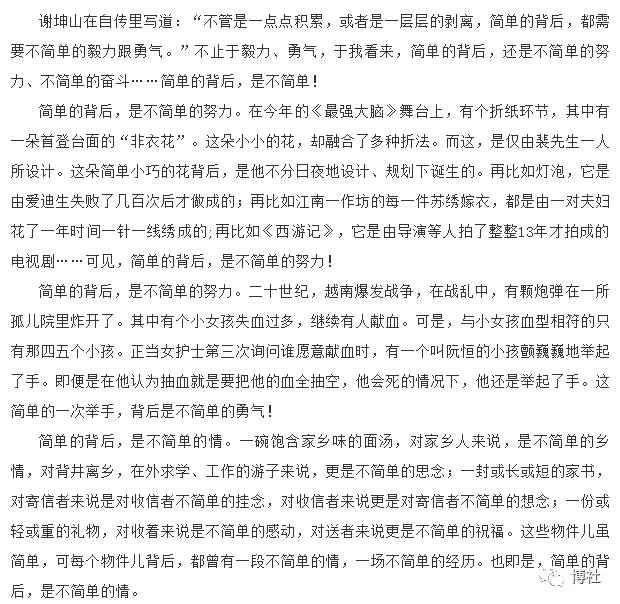 谢坤山在自传里写道：“不管是一点点积累，或者是一层层的剥离，简单的背后，都需
要不简单的毅力跟勇气。”不止于毅力、勇气，于我看来，简单的背后，还是不简单的努
力、不简单的奋斗……简单的背后，是不简单！
简单的背后，是不简单的努力。在今年的《最强大脑》舞台上，有个折纸环节，其中有
一朵首登台面的“非衣花”。这朵小小的花，却融合了多种折法。而这，是仅由裴先生一人
所设计。这朵简单小巧的花背后，是他不分日夜地设计、规划下诞生的。再比如灯泡，它是
由爱迪生失败了几百次后才做成的；再比如江南一作坊的每一件苏绣嫁衣，都是由一对夫妇
花了一年时间一针一线绣成的;再比如《西游记》，它是由导演等人拍了整整13年才拍成的
电视剧……可见，简单的背后，是不简单的努力！
简单的背后，是不简单的努力。二十世纪，越南爆发战争，在战乱中，有颗炮弹在一所
孤儿院里炸开了。其中有个小女孩失血过多，继续有人献血。可是，与小女孩血型相符的只
有那四五个小孩。正当女护士第三次询问谁愿意献血时，有一个叫阮恒的小孩颤巍巍地举起
了手。即便是在他认为抽血就是要把他的血全抽空，他会死的情况下，他还是举起了手。这
简单的一次举手，背后是不简单的勇气！
简单的背后，是不简单的情。一碗饱含家乡味的面汤，对家乡人来说，是不简单的乡
情，对背井离乡，在外求学、工作的游子来说，更是不简单的思念；一封或长或短的家书，
对寄信者来说是对收信者不简单的挂念，对收信者来说更是对寄信者不简单的想念；一份或
轻或重的礼物，对收着来说是不简单的感动，对送者来说更是不简单的祝福。这些物件儿虽
简单，可每个物件儿背后，都曾有一段不简单的情，一场不简单的经历。也即是，简单的背
后，是不简单的情。
博社